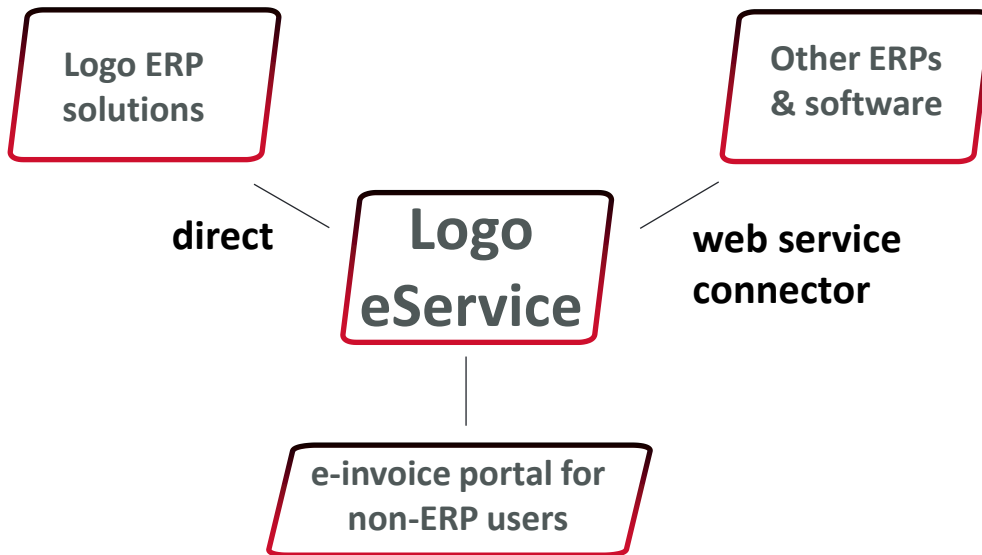 Logo ERP
solutions
Other ERPs
& software
direct
Logo
eService
web service
connector
e-invoice portal for
non-ERP users